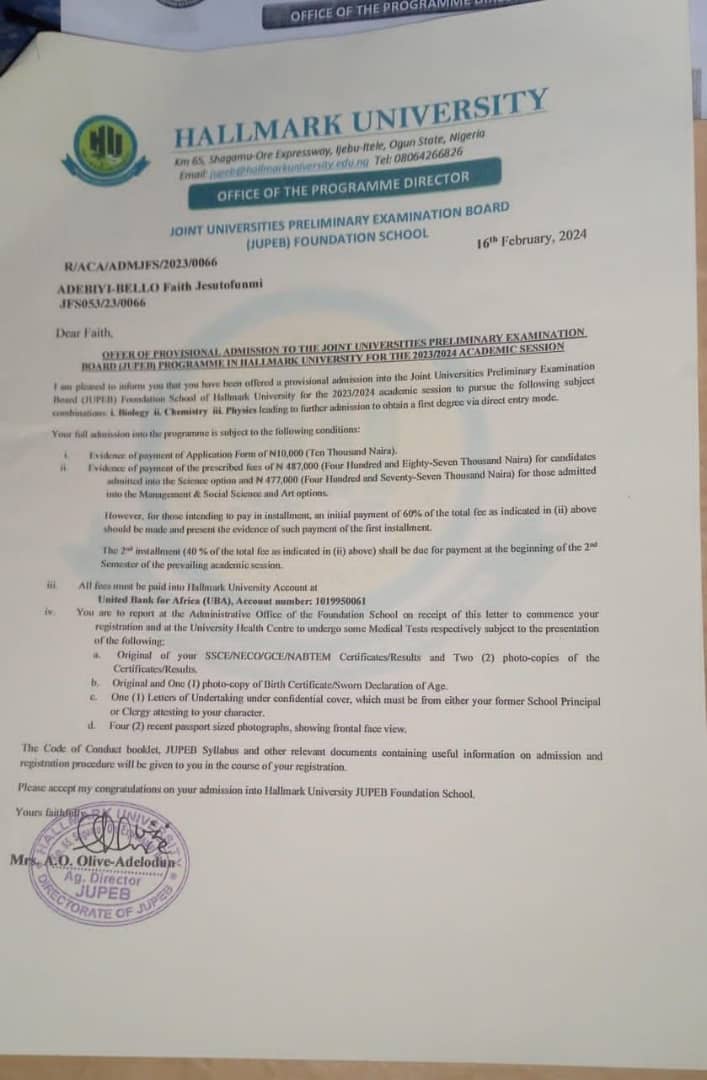 OFFICE OF THE PROGRAMME
HU
HALLMARK UNIVERSITY
Km 65, Shagamu-Ore Expressway, Ijebu-Itele, Ogun State, Nigeria
Email: jupeb@hallmarkuniversity.edu.ng Tel: 08064266826
OFFICE OF THE PROGRAMME DIRECTOR
JOINT UNIVERSITIES PRELIMINARY EXAMINATION BOARD
(JUPEB) FOUNDATION SCHOOL
16th February, 2024
R/ACA/ADMJFS/2023/0066
ADEBIYI-BELLO Faith Jesutofunmi
JFS053/23/0066
Dear Faith,
OFFER OF PROVISIONAL ADMISSION TO THE JOINT UNIVERSITIES PRELIMINARY EXAMINATION
BOARD (JUPEB) PROGRAMME IN HALLMARK UNIVERSITY FOR THE 2023/2024 ACADEMIC SESSION
I am pleased to inform you that you have been offered a provisional admission into the Joint Universities Preliminary Examination
Board (JUPEB) Foundation School of Hallmark University for the 2023/2024 academic session to pursue the following subject
combinations: i. Biology ii. Chemistry iii. Physics leading to further admission to obtain a first degree via direct entry mode.
Your full admission into the programme is subject to the following conditions:
i. Evidence of payment of Application Form of N10,000 (Ten Thousand Naira).
ii. Evidence of payment of the prescribed fees of N 487,000 (Four Hundred and Eighty-Seven Thousand Naira) for candidates
admitted into the Science option and N 477,000 (Four Hundred and Seventy-Seven Thousand Naira) for those admitted
into the Management & Social Science and Art options.
However, for those intending to pay in installment, an initial payment of 60% of the total fee as indicated in (ii) above
should be made and present the evidence of such payment of the first installment.
The 2nd installment (40 % of the total fee as indicated in (ii) above) shall be due for payment at the beginning of the 2nd
Semester of the prevailing academic session.
iii. All fees must be paid into Hallmark University Account at
United Bank for Africa (UBA), Account number: 1019950061
iv. You are to report at the Administrative Office of the Foundation School on receipt of this letter to commence your
registration and at the University Health Centre to undergo some Medical Tests respectively subject to the presentation
of the following:
a. Original of your SSCE/NECO/GCE/NABTEM Certificates/Results and Two (2) photo-copies of the
Certificates/Results.
b. Original and One (1) photo-copy of Birth Certificate/Sworn Declaration of Age.
c. One (1) Letters of Undertaking under confidential cover, which must be from either your former School Principal
or Clergy attesting to your character.
d. Four (2) recent passport sized photographs, showing frontal face view.
The Code of Conduct booklet, JUPEB Syllabus and other relevant documents containing useful information on admission and
registration procedure will be given to you in the course of your registration.
Please accept my congratulations on your admission into Hallmark University JUPEB Foundation School.
Yours faithfully,
HALLMARK UNIVERSITY
Mrs. A.O. Olive-Adelodun
Ag. Director
JUPEB
DIRECTORATE OF JUPEB